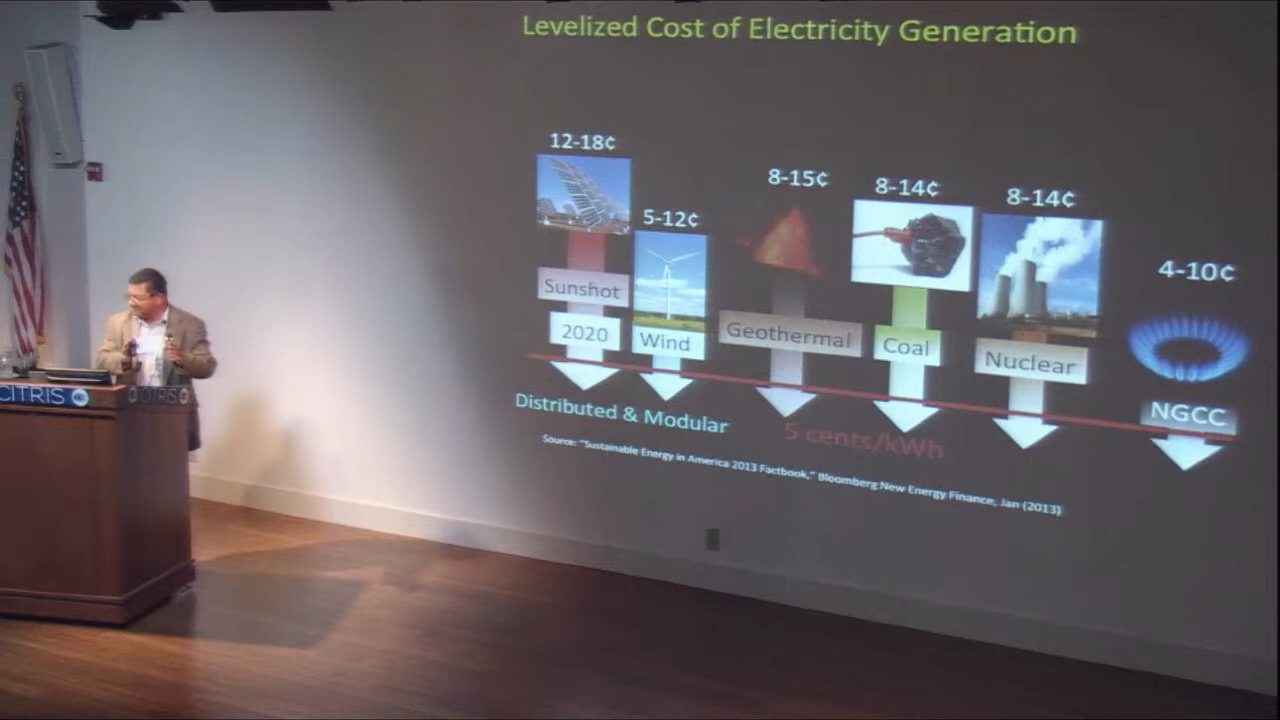 Levelized Cost of Electricity Generation
12-18¢
5-12¢
8-15¢
8-14¢
8-14¢
4-10¢
Sunshot
2020
Wind
Geothermal
Coal
Nuclear
NGCC
Distributed & Modular
5 cents/kWh
Source: "Sustainable Energy in America 2013 Factbook," Bloomberg New Energy Finance, Jan (2013)
CITRIS
CITRIS